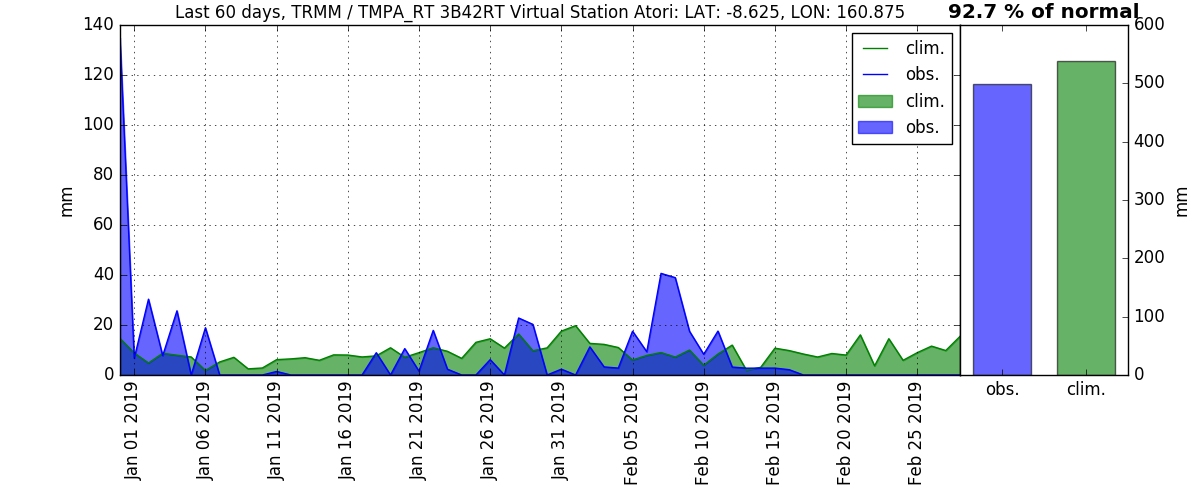 Last 60 days, TRMM / TMPA_RT 3B42RT Virtual Station Atori: LAT: -8.625, LON: 160.875
92.7 % of normal
140
120
100
80
60
40
20
0
mm
clim.
obs.
clim.
obs.
600
500
400
300
200
100
0
mm
Jan 01 2019
Jan 06 2019
Jan 11 2019
Jan 16 2019
Jan 21 2019
Jan 26 2019
Jan 31 2019
Feb 05 2019
Feb 10 2019
Feb 15 2019
Feb 20 2019
Feb 25 2019
obs.
clim.